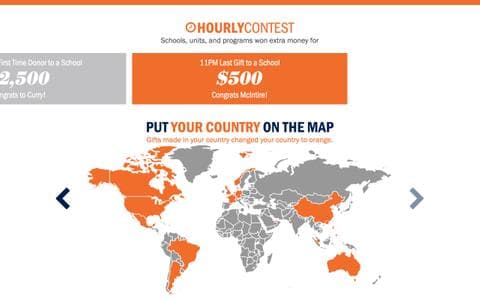 HOURLYCONTEST
Schools, units, and programs won extra money for
First Time Donor to a School
2,500
ngrats to Curry!
11PM Last Gift to a School
$500
Congrats McIntire!
PUT YOUR COUNTRY ON THE MAP
Gifts made in your country changed your country to orange.